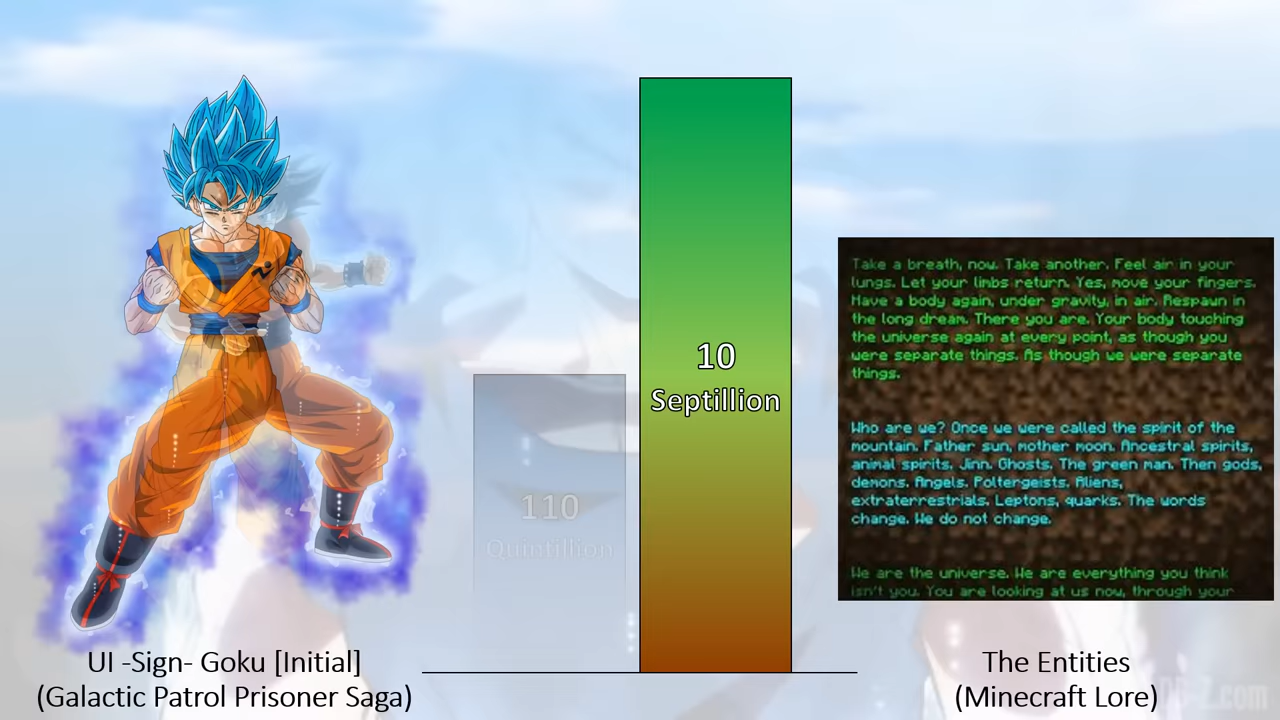 10
Septillion
110
Quintillion
Take a breath, now. Take another. Feel air in your
lungs. Let your limbs return. Yes, move your fingers.
Have a body again, under gravity, in air. Respawn in
the long dream. There you are. Your body touching
the universe again at every point, as though you
were separate things. As though we were separate
things.
Who are we? Once we were called the spirit of the
mountain. Father sun, mother moon. Ancestral spirits,
animal spirits. Jinn. Ghosts. The green man. Then gods,
demons. Angels. Poltergeists. Aliens,
extraterrestrials. Leptons, quarks. The words
change. We do not change.
We are the universe. We are everything you think
isn't you. You are looking at us now, through your
UI -Sign- Goku [Initial]
(Galactic Patrol Prisoner Saga)
The Entities
(Minecraft Lore)